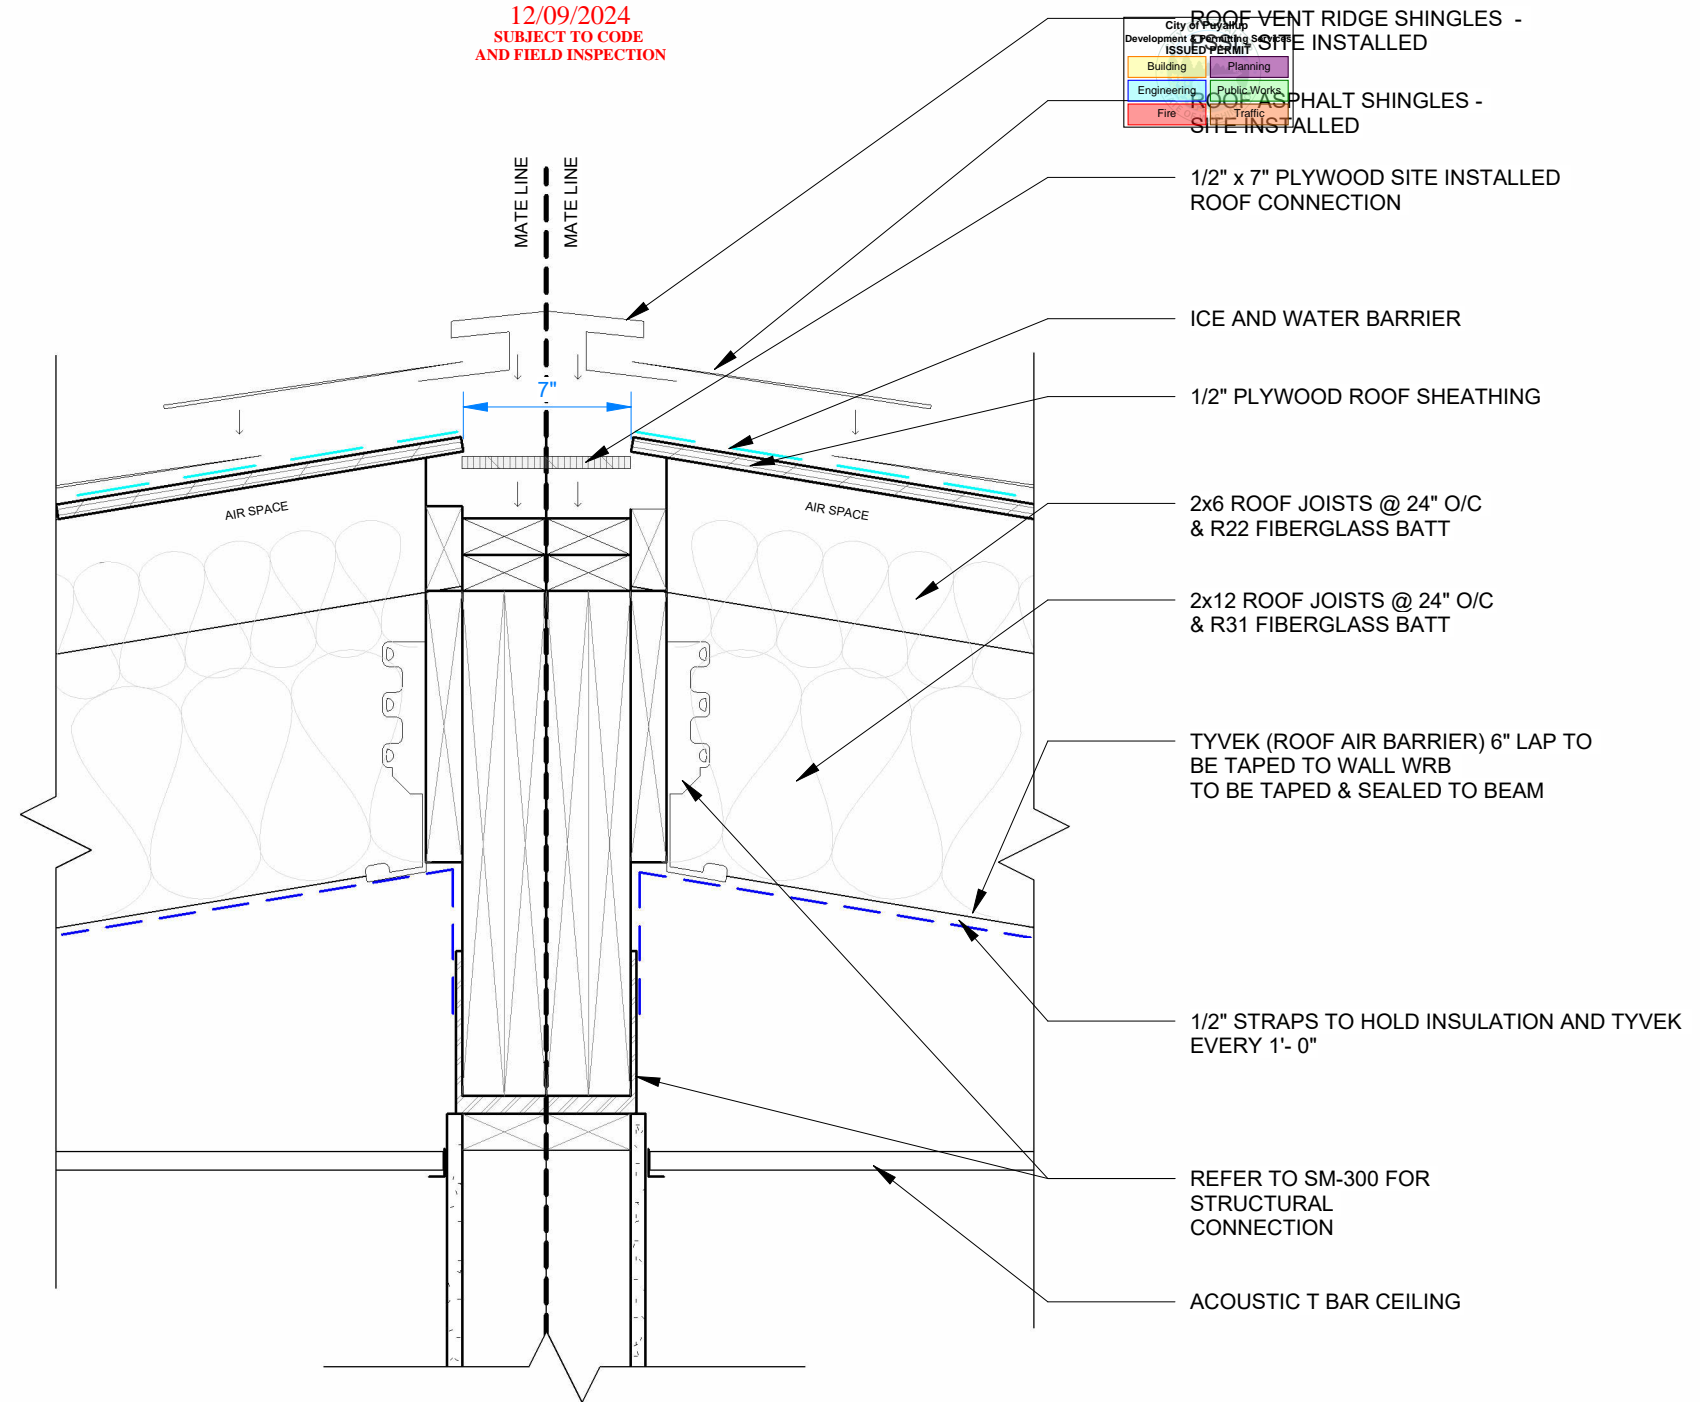 12/09/2024
SUBJECT TO CODE
AND FIELD INSPECTION
City of Puyallup
Development & Permitting Services
ISSUED PERMIT
Building
Planning
Engineering
Public Works
Fire
Traffic
ROOF VENT RIDGE SHINGLES -
SITE INSTALLED
ROOF ASPHALT SHINGLES -
SITE INSTALLED
MATE LINE
MATE LINE
1/2" x 7" PLYWOOD SITE INSTALLED
ROOF CONNECTION
ICE AND WATER BARRIER
7"
1/2" PLYWOOD ROOF SHEATHING
AIR SPACE
AIR SPACE
2x6 ROOF JOISTS @ 24" O/C
& R22 FIBERGLASS BATT
2x12 ROOF JOISTS @ 24" O/C
& R31 FIBERGLASS BATT
TYVEK (ROOF AIR BARRIER) 6" LAP TO
BE TAPED TO WALL WRB
TO BE TAPED & SEALED TO BEAM
1/2" STRAPS TO HOLD INSULATION AND TYVEK
EVERY 1'- 0"
REFER TO SM-300 FOR
STRUCTURAL
CONNECTION
ACOUSTIC T BAR CEILING